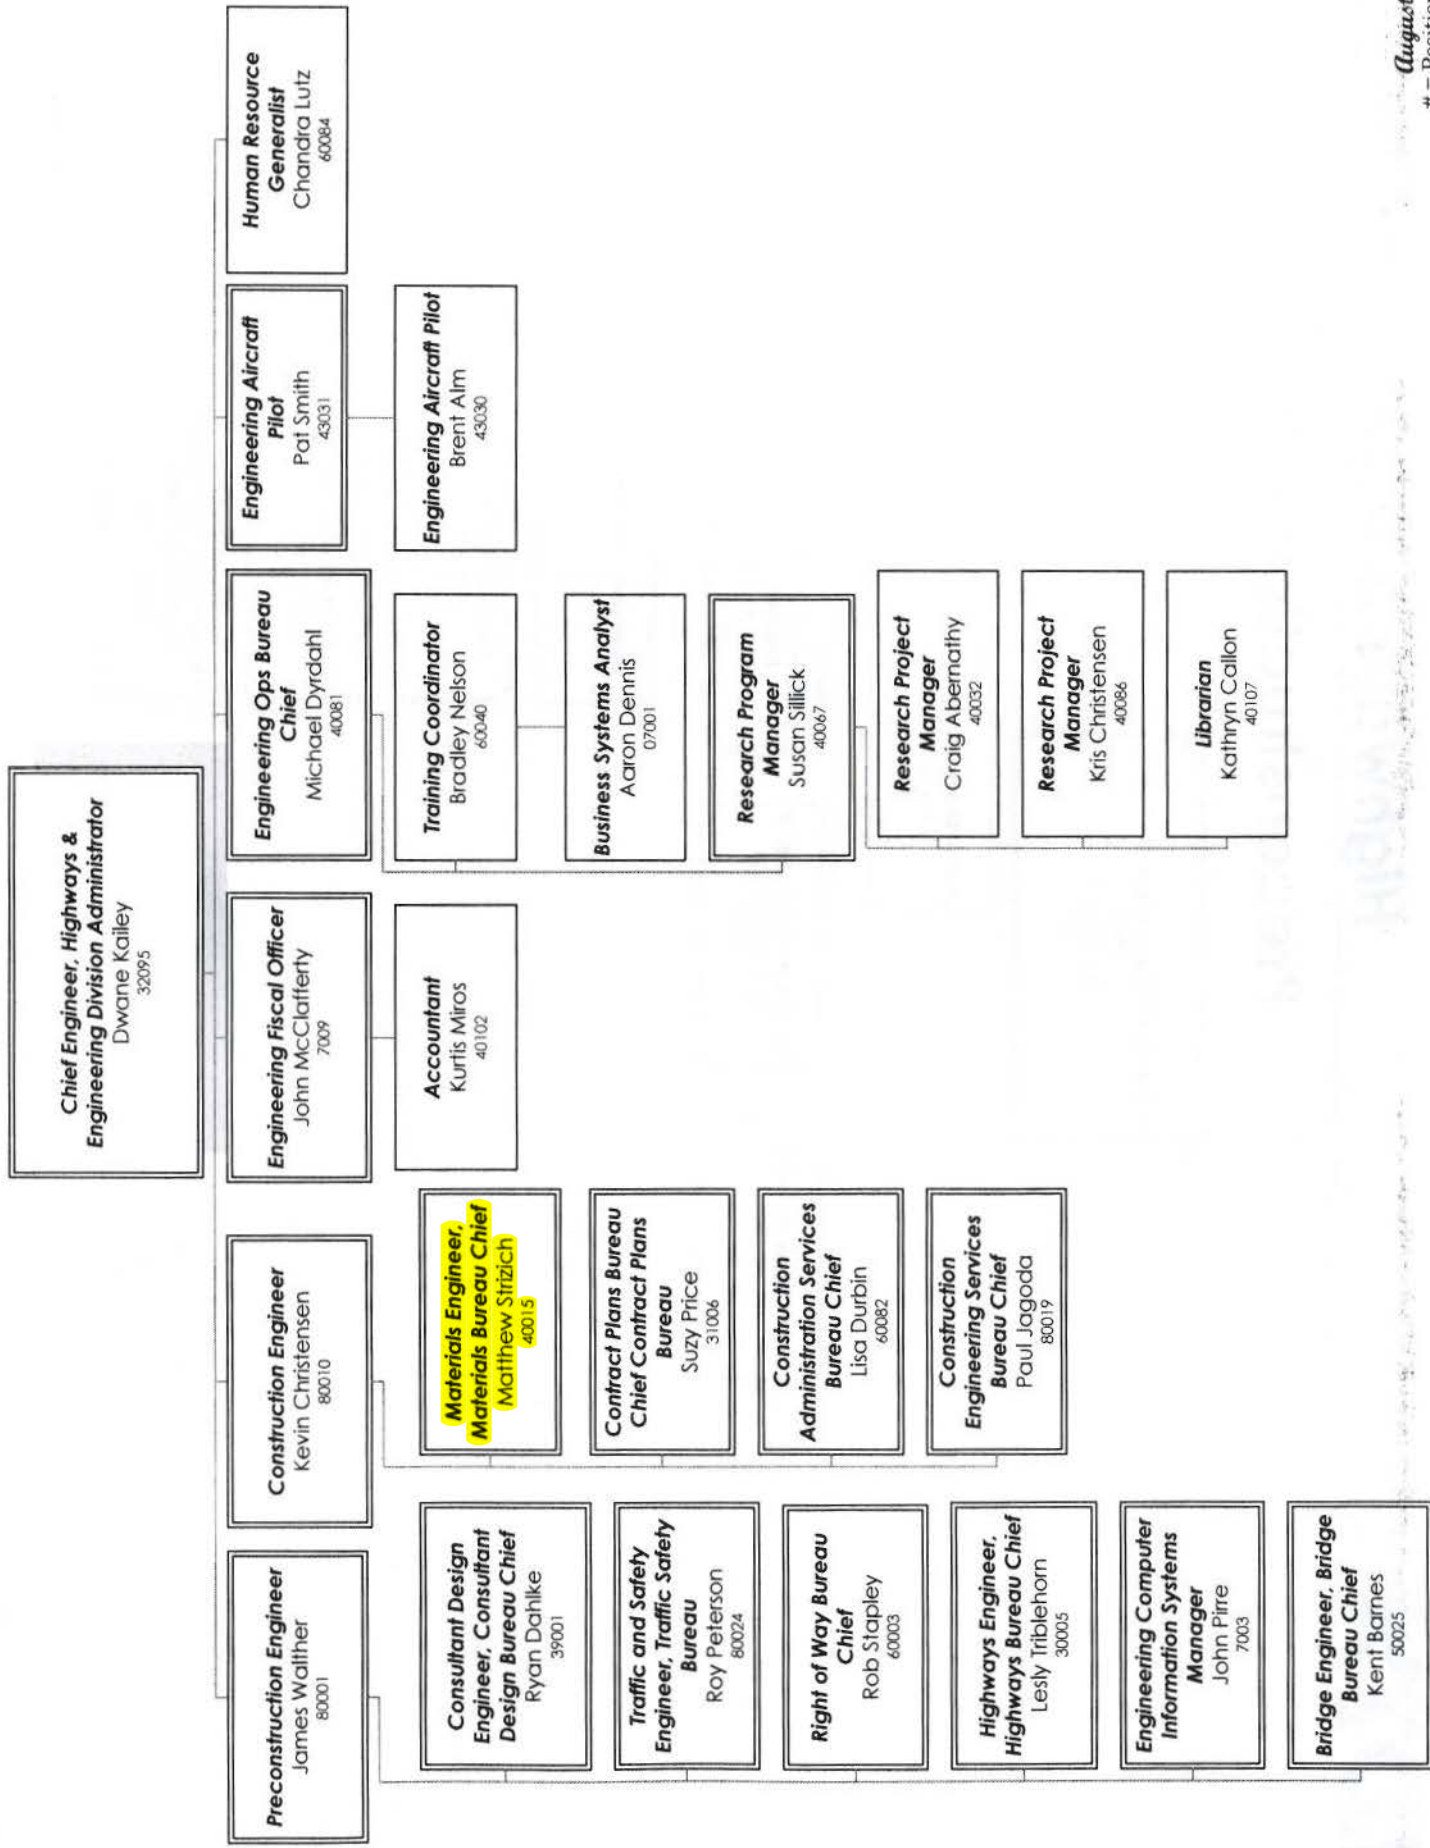 Chief Engineer, Highways &
Engineering Division Administrator
Dwane Kailey
32095
Preconstruction Engineer
James Walther
80001
Consultant Design
Engineer, Consultant
Design Bureau Chief
Ryan Dahlke
39001
Traffic and Safety
Engineer, Traffic Safety
Bureau
Roy Peterson
80024
Right of Way Bureau
Chief
Rob Stapley
60003
Highways Engineer,
Highways Bureau Chief
Lesly Triblehorn
30005
Engineering Computer
Information Systems
Manager
John Pirre
7003
Bridge Engineer, Bridge
Bureau Chief
Kent Barnes
50025
Construction Engineer
Kevin Christensen
80010
Materials Engineer,
Materials Bureau Chief
Matthew Strizich
40015
Contract Plans Bureau
Chief Contract Plans
Bureau
Suzy Price
31006
Construction
Administration Services
Bureau Chief
Lisa Durbin
60082
Construction
Engineering Services
Bureau Chief
Paul Jagoda
80019
Engineering Fiscal Officer
John McClafferty
7009
Accountant
Kurtis Miros
40102
Engineering Ops Bureau
Chief
Michael Dyrdahl
40081
Training Coordinator
Bradley Nelson
60040
Business Systems Analyst
Aaron Dennis
07001
Research Program
Manager
Susan Sillick
40067
Research Project
Manager
Craig Abernathy
40032
Research Project
Manager
Kris Christensen
40086
Librarian
Kathryn Callon
40107
Engineering Aircraft
Pilot
Pat Smith
43031
Engineering Aircraft Pilot
Brent Alm
43030
Human Resource
Generalist
Chandra Lutz
60084
August